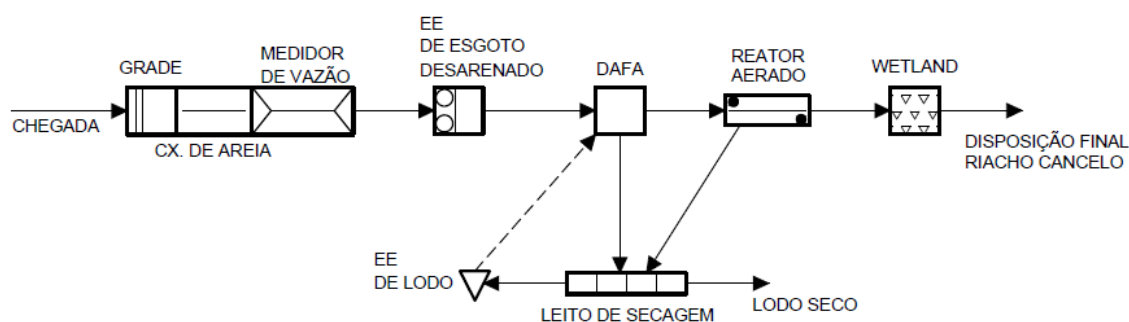 GRADE
MEDIDOR
DE VAZÃO
EE
DE ESGOTO
DESARENADO
DAFA
REATOR
AERADO
WETLAND
CHEGADA
CX. DE AREIA
DISPOSIÇÃO FINAL
RIACHO CANCELO
EE
DE LODO
LEITO DE SECAGEM
LODO SECO